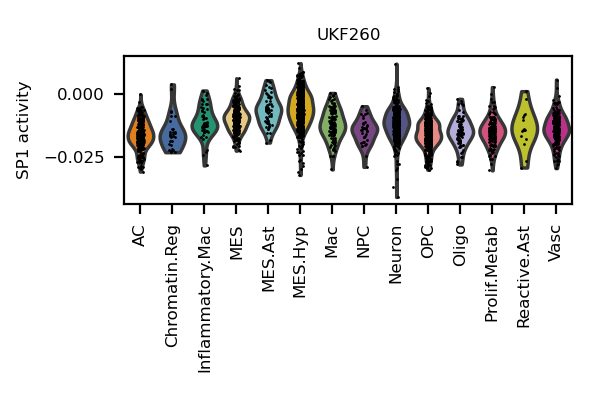 UKF260
SP1 activity
0.000
−0.025
AC
Chromatin.Reg
Inflammatory.Mac
MES
MES.Ast
MES.Hyp
Mac
NPC
Neuron
OPC
Oligo
Prolif.Metab
Reactive.Ast
Vasc